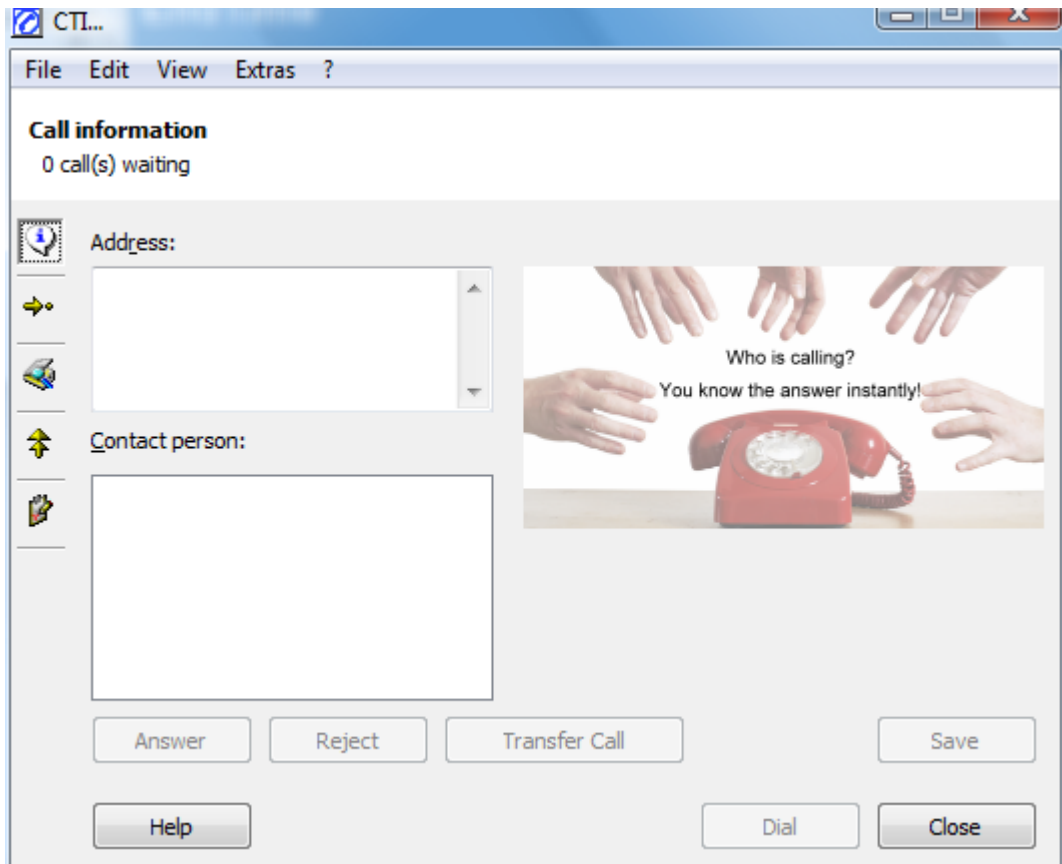 CTI...
File Edit View Extras ?
Call information
0 call(s) waiting
Address:
Who is calling?
You know the answer instantly!
Contact person:
Answer Reject Transfer Call Save
Help Dial Close